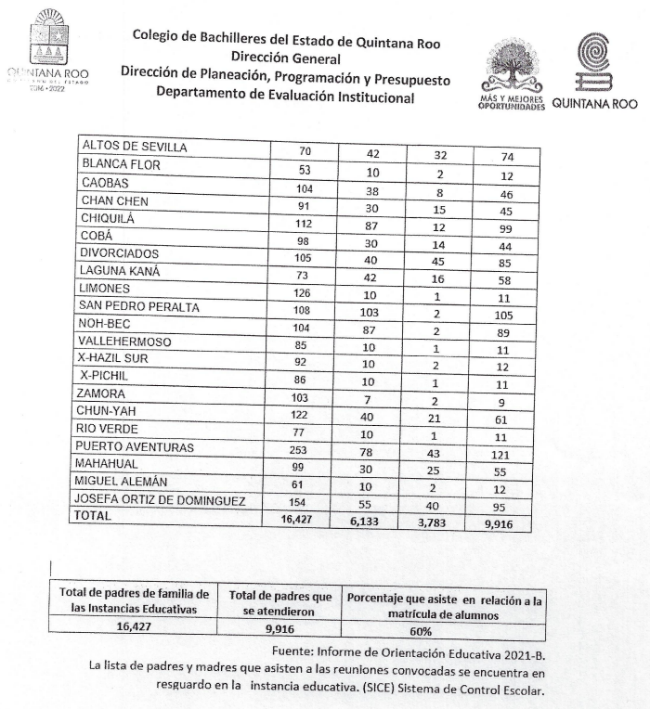 Colegio de Bachilleres del Estado de Quintana Roo
Dirección General
Dirección de Planeación, Programación y Presupuesto
Departamento de Evaluación Institucional
QUINTANA ROO
2016 • 2022
MÁS Y MEJORES
OPORTUNIDADES
QUINTANA ROO
ALTOS DE SEVILLA 70 42 32 74
BLANCA FLOR 53 10 2 12
CAOBAS 104 38 8 46
CHAN CHEN 91 30 15 45
CHIQUILÁ 112 87 12 99
COBÁ 98 30 14 44
DIVORCIADOS 105 40 45 85
LAGUNA KANÁ 73 42 16 58
LIMONES 126 10 1 11
SAN PEDRO PERALTA 108 103 2 105
NOH-BEC 104 87 2 89
VALLEHERMOSO 85 10 1 11
X-HAZIL SUR 92 10 2 12
X-PICHIL 86 10 1 11
ZAMORA 103 7 2 9
CHUN-YAH 122 40 21 61
RIO VERDE 77 10 1 11
PUERTO AVENTURAS 253 78 43 121
MAHAHUAL 99 30 25 55
MIGUEL ALEMÁN 61 10 2 12
JOSEFA ORTIZ DE DOMINGUEZ 154 55 40 95
TOTAL 16,427 6,133 3,783 9,916
Total de padres de familia de Total de padres que Porcentaje que asiste en relación a la
las Instancias Educativas se atendieron matrícula de alumnos
16,427 9,916 60%
Fuente: Informe de Orientación Educativa 2021-B.
La lista de padres y madres que asisten a las reuniones convocadas se encuentra en
resguardo en la instancia educativa. (SICE) Sistema de Control Escolar.